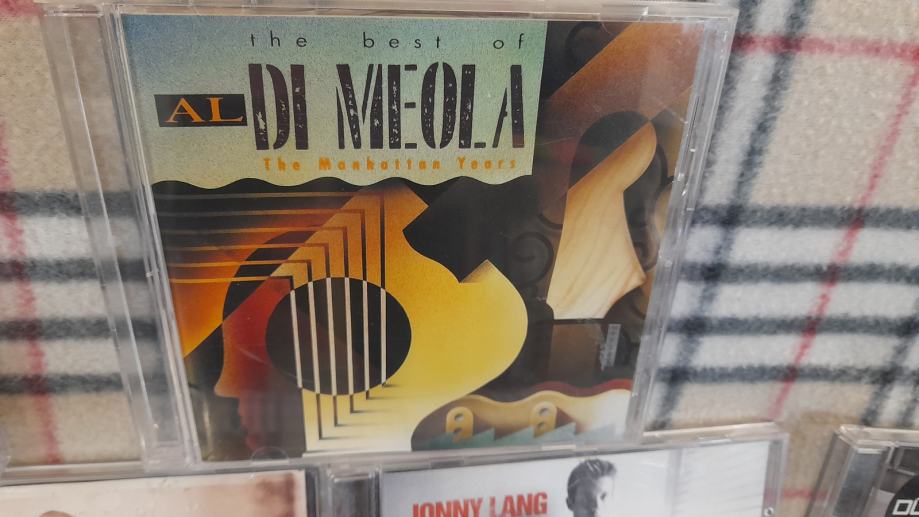 the best of
AL DI MEOLA
The Manhattan Years
JONNY LANG